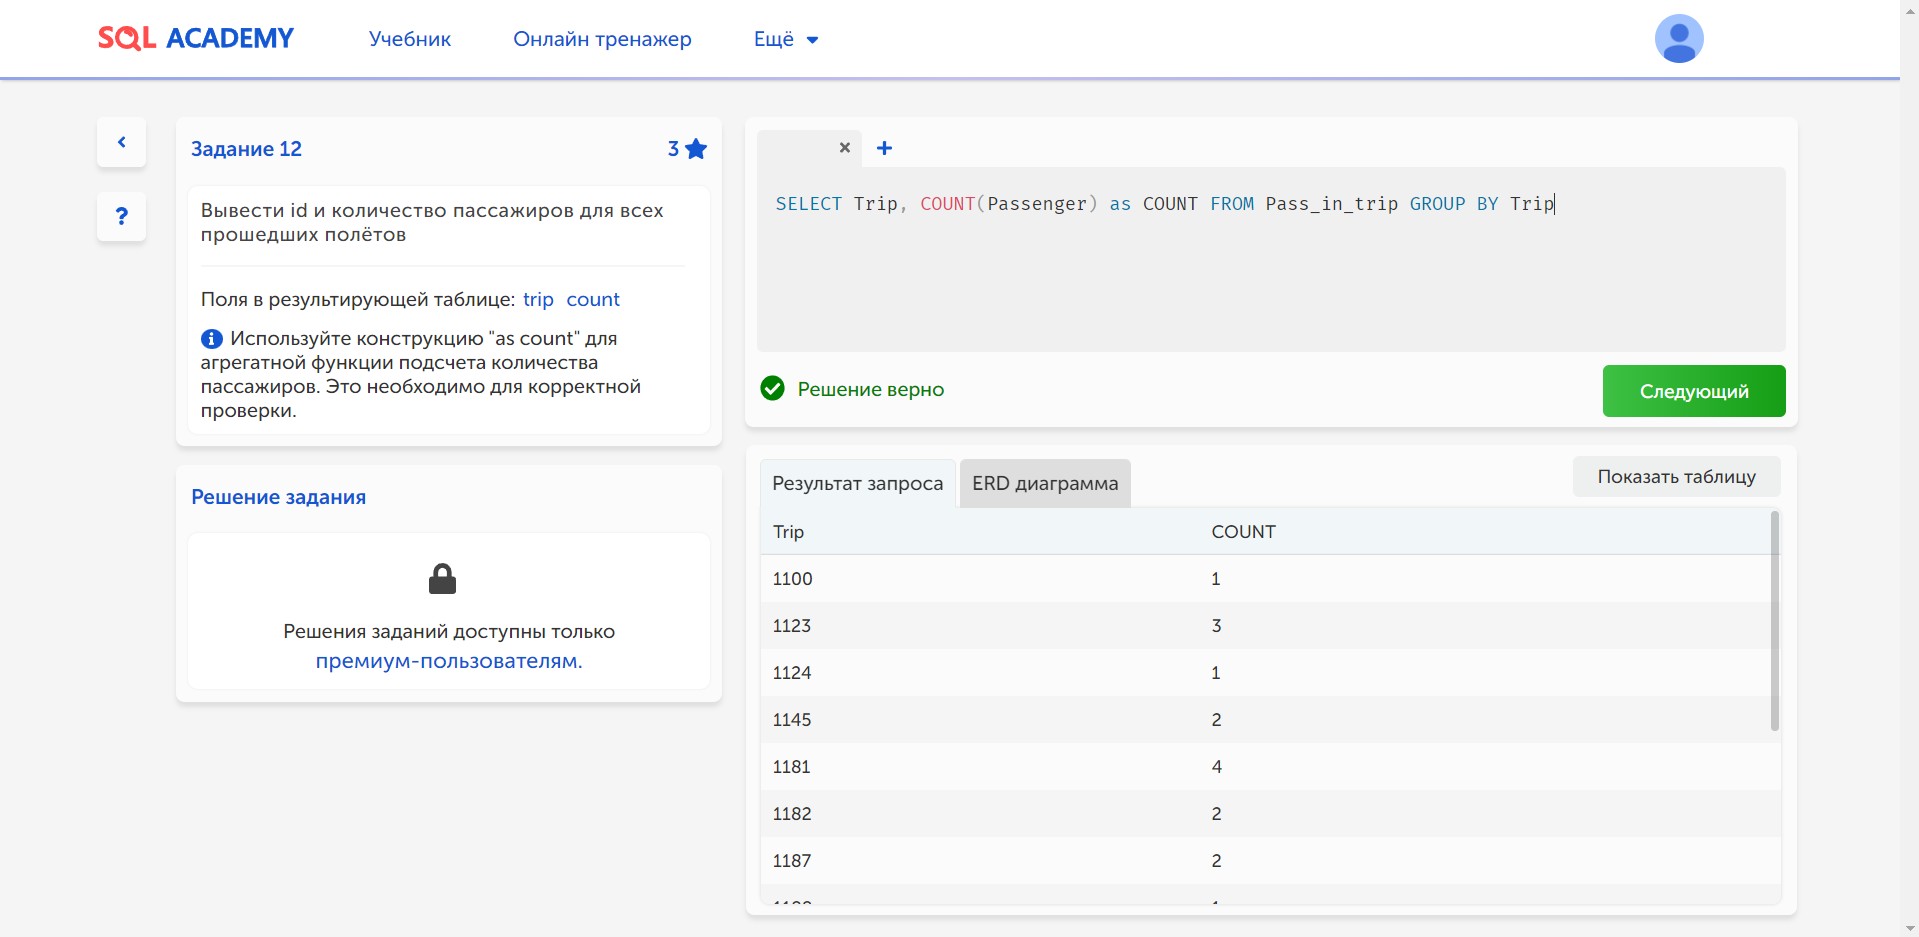 SQL ACADEMY
Учебник
Онлайн тренажер
Ещё
Задание 12
3
Вывести id и количество пассажиров для всех
прошедших полётов
Поля в результирующей таблице: trip count
Используйте конструкцию "as count" для
агрегатной функции подсчета количества
пассажиров. Это необходимо для корректной
проверки.
Решение задания
Решения заданий доступны только
премиум-пользователям.
SELECT Trip, COUNT(Passenger) as COUNT FROM Pass_in_trip GROUP BY Trip
Решение верно
Следующий
Результат запроса
ERD диаграмма
Показать таблицу
Trip COUNT
1100 1
1123 3
1124 1
1145 2
1181 4
1182 2
1187 2